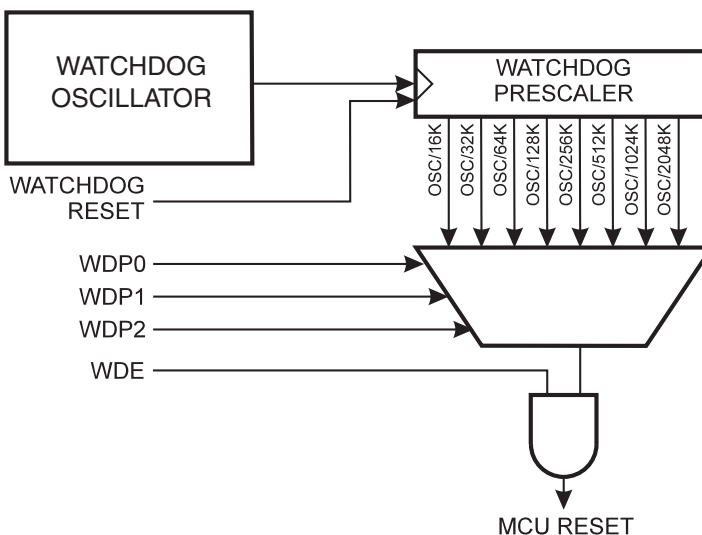 WATCHDOG
OSCILLATOR
WATCHDOG
PRESCALER
WATCHDOG
RESET
OSC/16K
OSC/32K
OSC/64K
OSC/128K
OSC/256K
OSC/512K
OSC/1024K
OSC/2048K
WDP0
WDP1
WDP2
WDE
MCU RESET